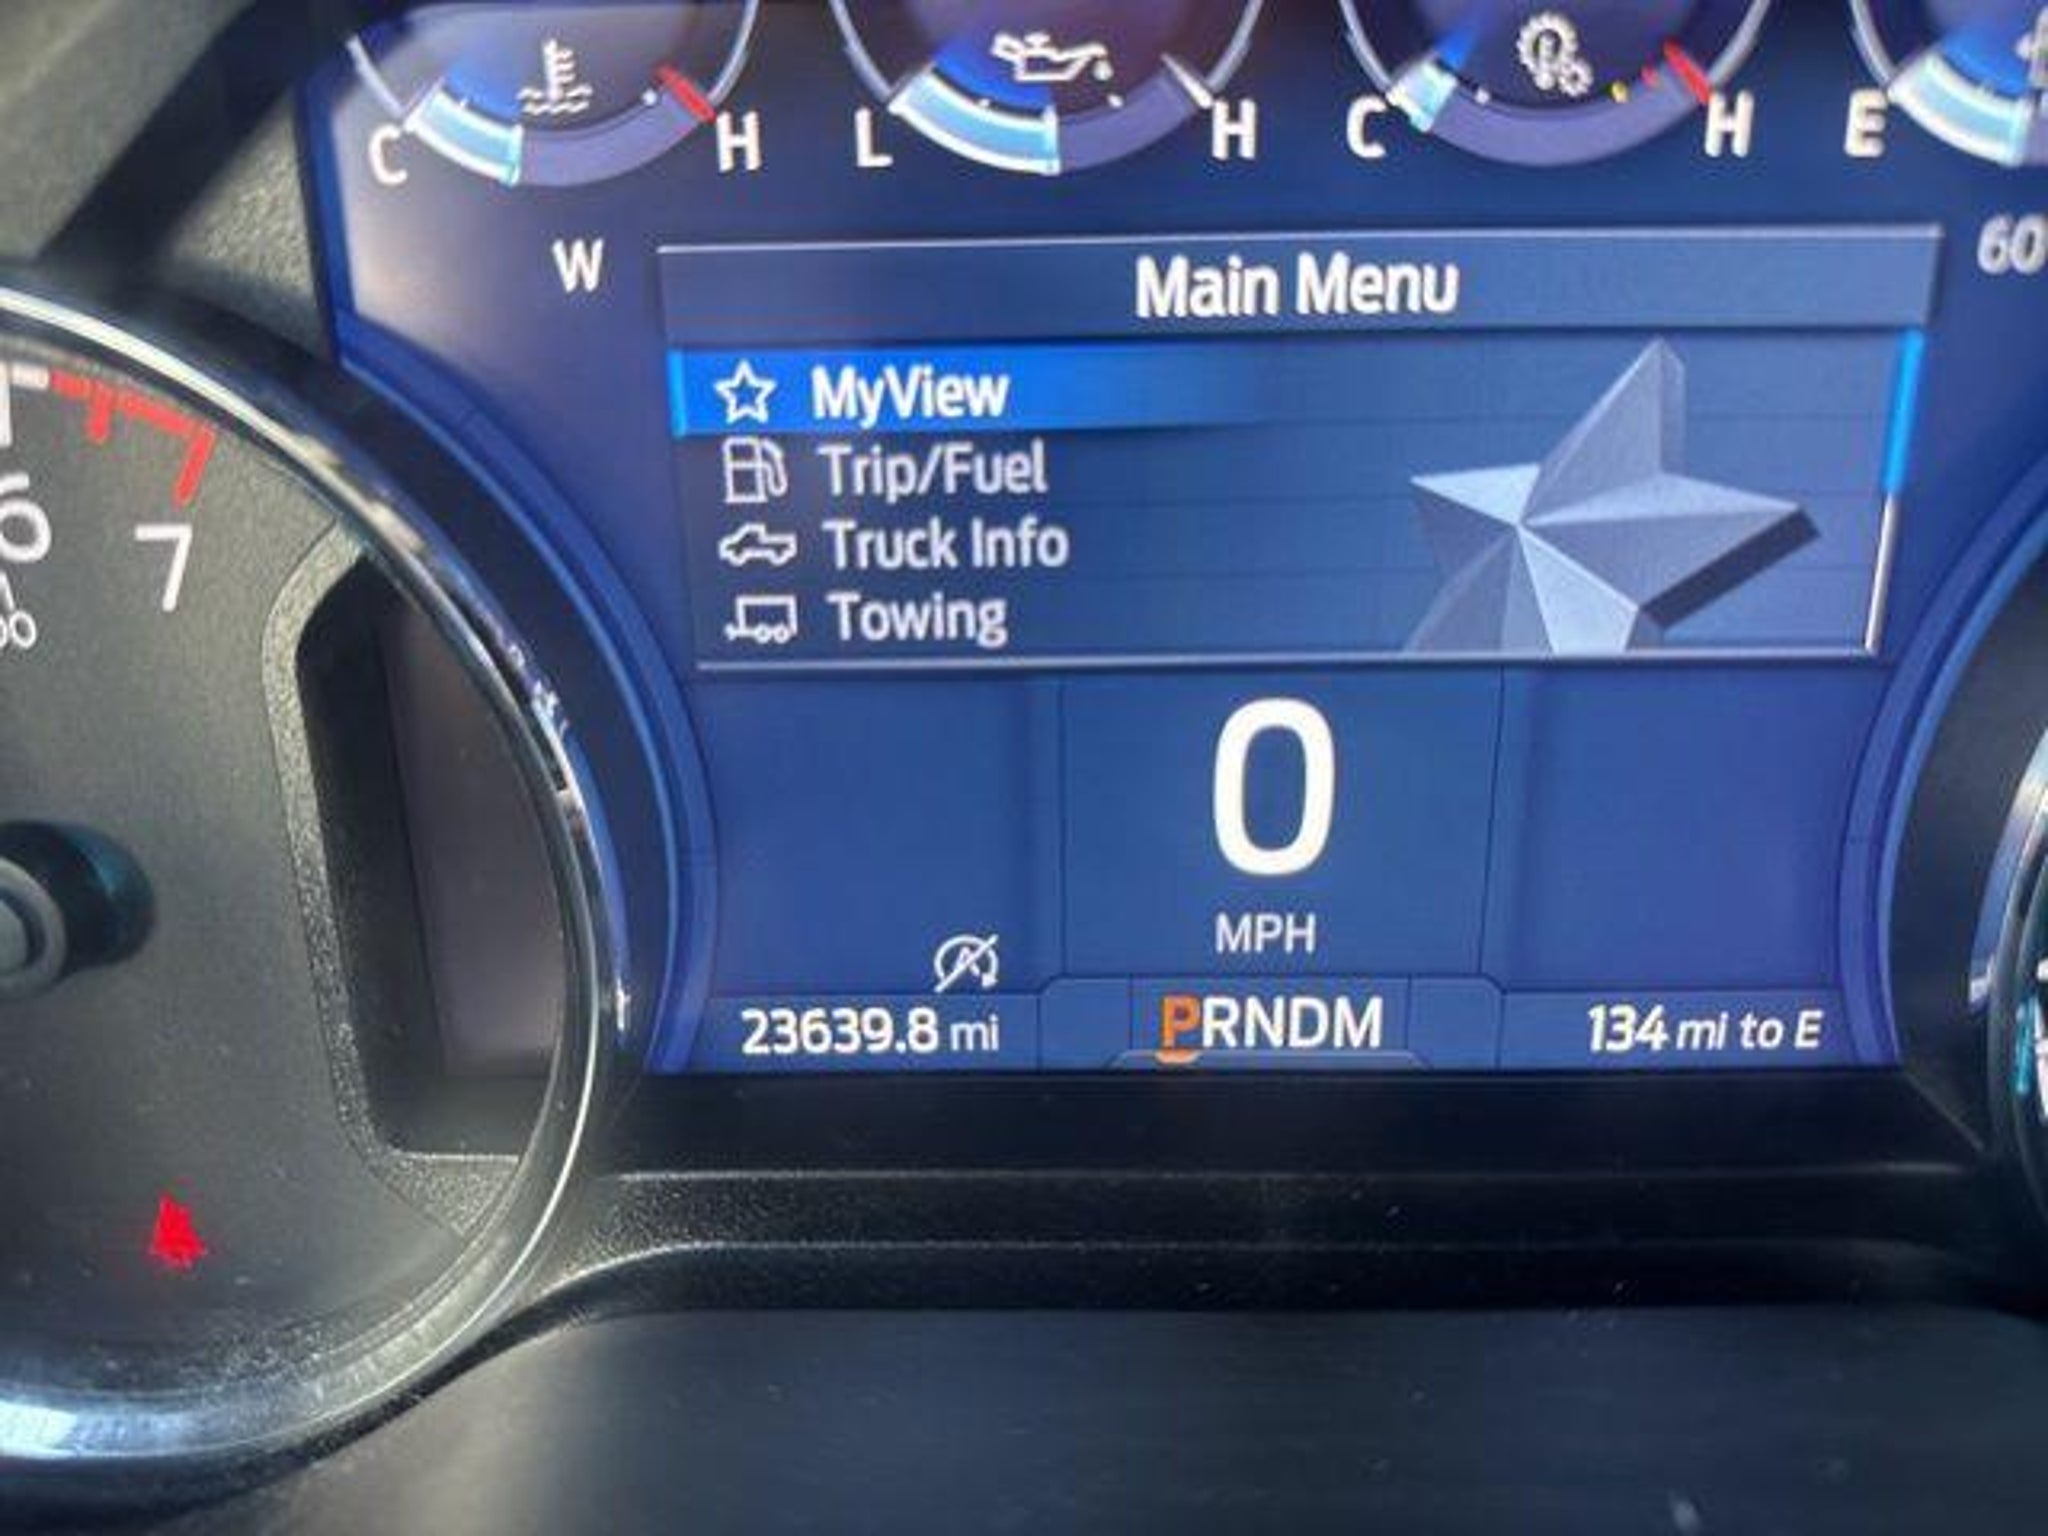 C H L H C H E
W
60
Main Menu
MyView
Trip/Fuel
Truck Info
Towing
6 7
0
MPH
23639.8 mi
PRNDM
134 mi to E